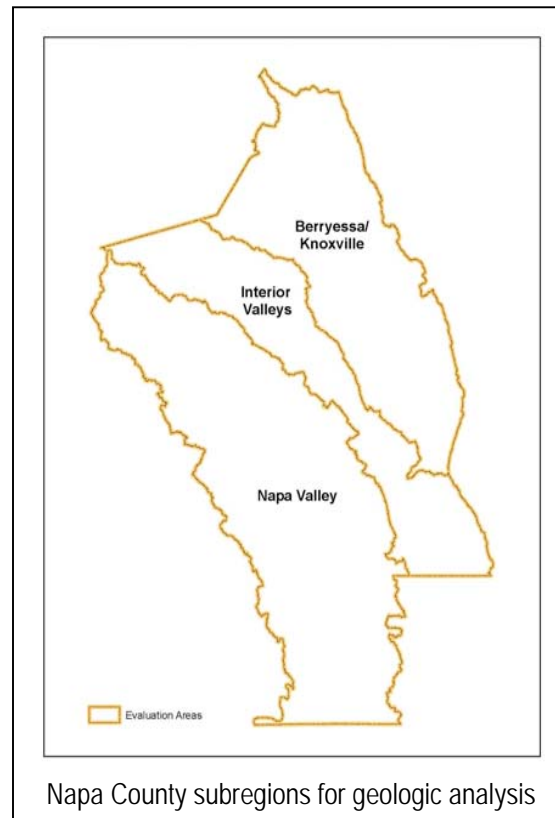 Berryessa/
Knoxville
Interior
Valleys
Napa Valley
Evaluation Areas
Napa County subregions for geologic analysis